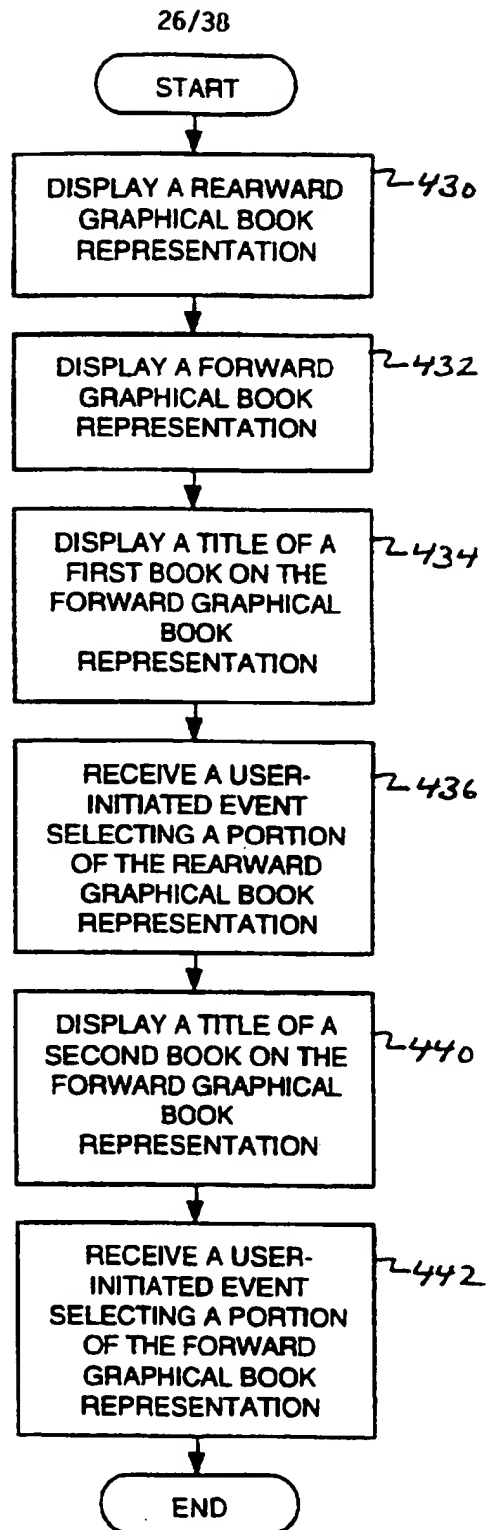 26/38
START
DISPLAY A REARWARD
GRAPHICAL BOOK
REPRESENTATION
430
DISPLAY A FORWARD
GRAPHICAL BOOK
REPRESENTATION
432
DISPLAY A TITLE OF A
FIRST BOOK ON THE
FORWARD GRAPHICAL
BOOK
REPRESENTATION
434
RECEIVE A USER-
INITIATED EVENT
SELECTING A PORTION
OF THE REARWARD
GRAPHICAL BOOK
REPRESENTATION
436
DISPLAY A TITLE OF A
SECOND BOOK ON THE
FORWARD GRAPHICAL
BOOK
REPRESENTATION
440
RECEIVE A USER-
INITIATED EVENT
SELECTING A PORTION
OF THE FORWARD
GRAPHICAL BOOK
REPRESENTATION
442
END